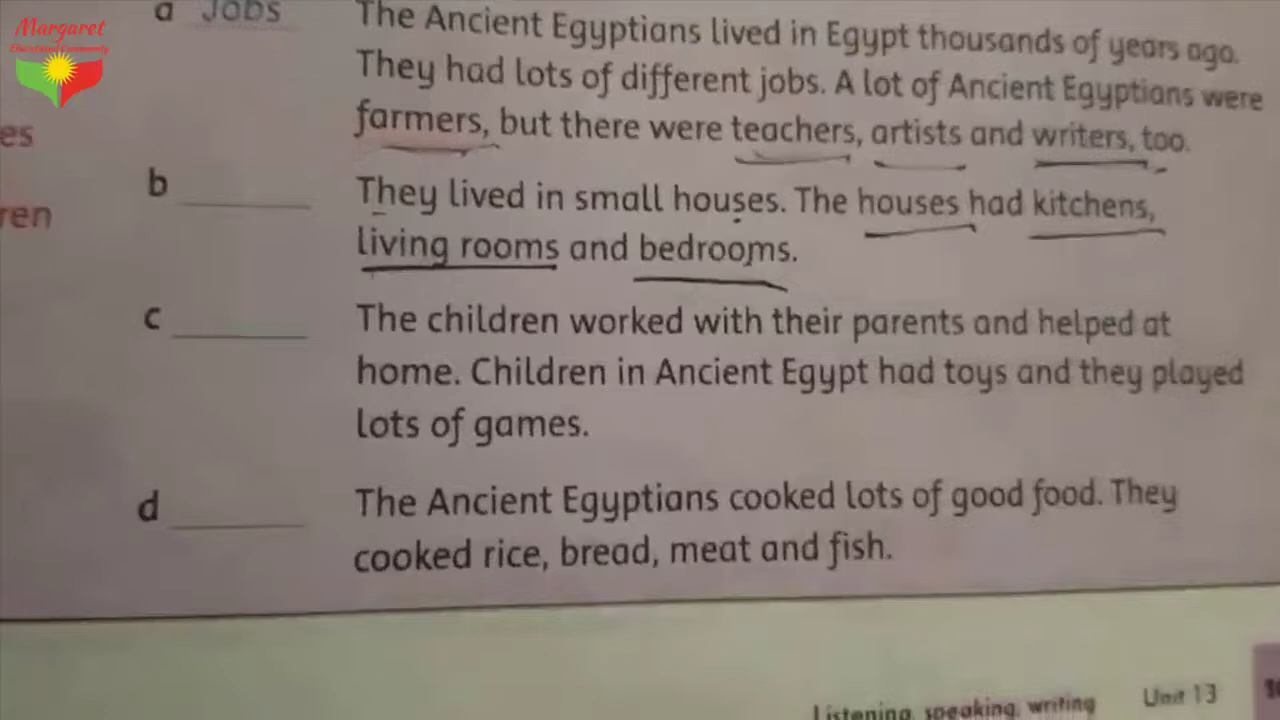 Margaret
Educational Community
a Jobs The Ancient Egyptians lived in Egypt thousands of years ago.
They had lots of different jobs. A lot of Ancient Egyptians were
farmers, but there were teachers, artists and writers, too.
es
b They lived in small houses. The houses had kitchens,
ren
living rooms and bedrooms.
c The children worked with their parents and helped at
home. Children in Ancient Egypt had toys and they played
lots of games.
d The Ancient Egyptians cooked lots of good food. They
cooked rice, bread, meat and fish.
Listening, speaking, writing Unit 13